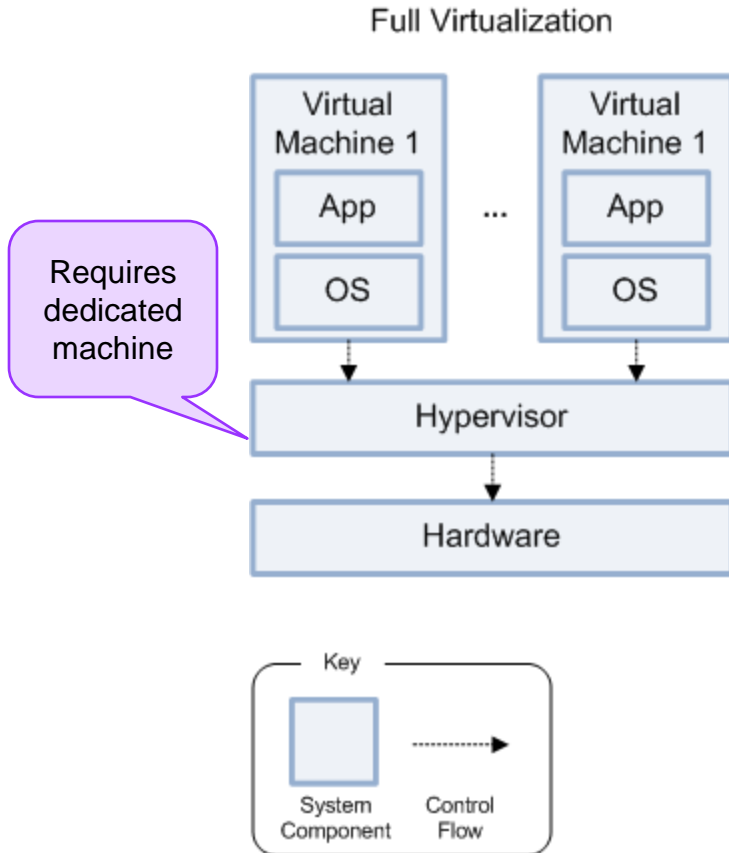 Full Virtualization
Virtual
Machine 1
App
OS
...
Virtual
Machine 1
App
OS
Requires
dedicated
machine
Hypervisor
Hardware
Key
System
Component
Control
Flow